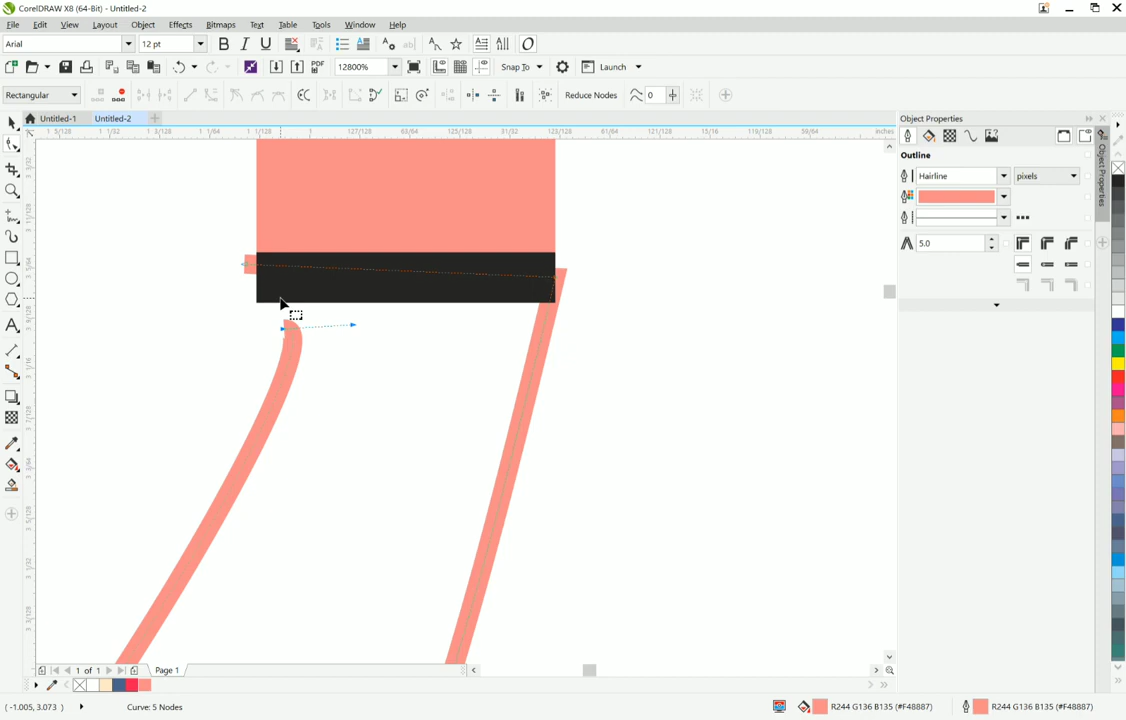 CorelDRAW X8 (64-Bit) - Untitled-2
File Edit View Layout Object Effects Bitmaps Text Table Tools Window Help
Arial 12 pt
PDF 12800% Snap To Launch
Rectangular Reduce Nodes 0
Untitled-1 Untitled-2
Object Properties
inches
Outline
Hairline pixels
5.0
Object Properties
1 of 1 Page 1
( -1.005, 3.073 ) Curve: 5 Nodes R244 G136 B135 (#F48887) R244 G136 B135 (#F48887)